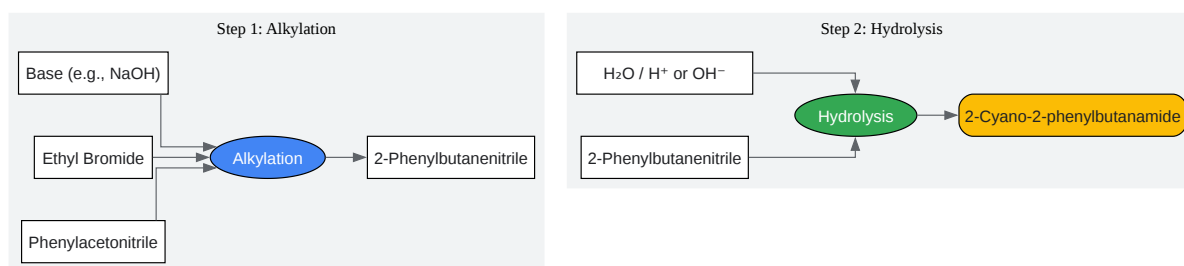 Step 1: Alkylation
Base (e.g., NaOH)
Ethyl Bromide
Alkylation
2-Phenylbutanenitrile
Phenylacetonitrile
Step 2: Hydrolysis
H₂O / H⁺ or OH⁻
Hydrolysis
2-Cyano-2-phenylbutanamide
2-Phenylbutanenitrile